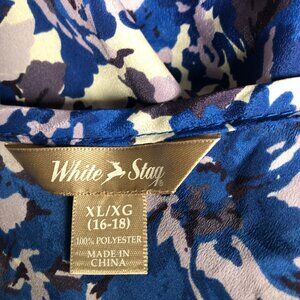 White Stag
XL/XG
(16-18)
100% POLYESTER
MADE IN
CHINA